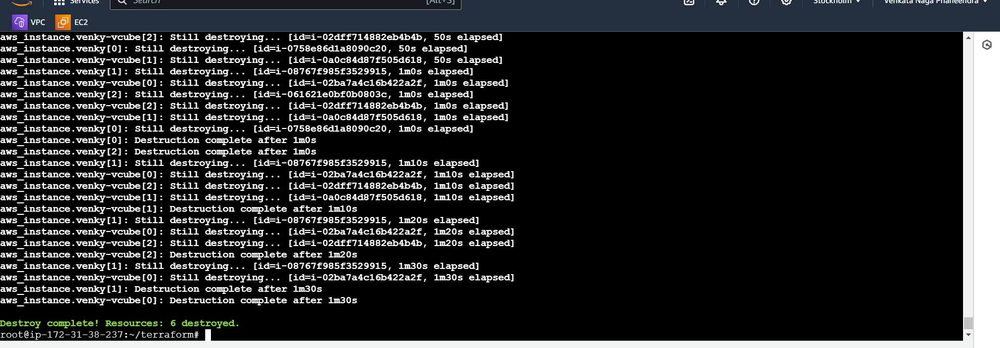 Services
Search
[Alt+S]
Stockholm
Venkata Naga Phaneendra
VPC
EC2
aws_instance.venky-vcube[2]: Still destroying... [id=i-02dff714882eb4b4b, 50s elapsed]
aws_instance.venky[0]: Still destroying... [id=i-0758e86d1a8090c20, 50s elapsed]
aws_instance.venky-vcube[1]: Still destroying... [id=i-0a0c84d87f505d618, 50s elapsed]
aws_instance.venky[1]: Still destroying... [id=i-08767f985f3529915, 1m0s elapsed]
aws_instance.venky-vcube[0]: Still destroying... [id=i-02ba7a4c16b422a2f, 1m0s elapsed]
aws_instance.venky[2]: Still destroying... [id=i-061621e0bf0b0803c, 1m0s elapsed]
aws_instance.venky-vcube[2]: Still destroying... [id=i-02dff714882eb4b4b, 1m0s elapsed]
aws_instance.venky-vcube[1]: Still destroying... [id=i-0a0c84d87f505d618, 1m0s elapsed]
aws_instance.venky[0]: Still destroying... [id=i-0758e86d1a8090c20, 1m0s elapsed]
aws_instance.venky[0]: Destruction complete after 1m0s
aws_instance.venky[2]: Destruction complete after 1m0s
aws_instance.venky[1]: Still destroying... [id=i-08767f985f3529915, 1m10s elapsed]
aws_instance.venky-vcube[0]: Still destroying... [id=i-02ba7a4c16b422a2f, 1m10s elapsed]
aws_instance.venky-vcube[2]: Still destroying... [id=i-02dff714882eb4b4b, 1m10s elapsed]
aws_instance.venky-vcube[1]: Still destroying... [id=i-0a0c84d87f505d618, 1m10s elapsed]
aws_instance.venky-vcube[1]: Destruction complete after 1m10s
aws_instance.venky[1]: Still destroying... [id=i-08767f985f3529915, 1m20s elapsed]
aws_instance.venky-vcube[0]: Still destroying... [id=i-02ba7a4c16b422a2f, 1m20s elapsed]
aws_instance.venky-vcube[2]: Still destroying... [id=i-02dff714882eb4b4b, 1m20s elapsed]
aws_instance.venky-vcube[2]: Destruction complete after 1m20s
aws_instance.venky[1]: Still destroying... [id=i-08767f985f3529915, 1m30s elapsed]
aws_instance.venky-vcube[0]: Still destroying... [id=i-02ba7a4c16b422a2f, 1m30s elapsed]
aws_instance.venky[1]: Destruction complete after 1m30s
aws_instance.venky-vcube[0]: Destruction complete after 1m30s
Destroy complete! Resources: 6 destroyed.
root@ip-172-31-38-237:~/terraform#